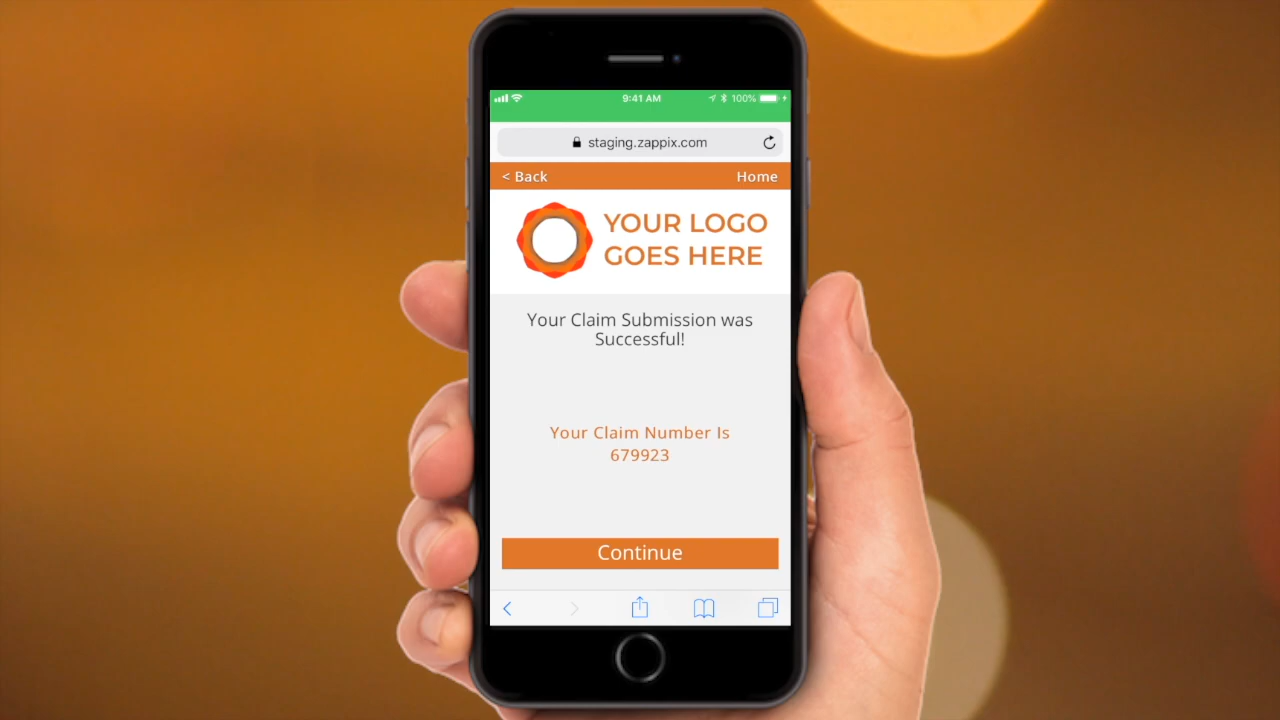 9:41 AM
100%
staging.zappix.com
< Back
Home
YOUR LOGO
GOES HERE
Your Claim Submission was
Successful!
Your Claim Number Is
679923
Continue